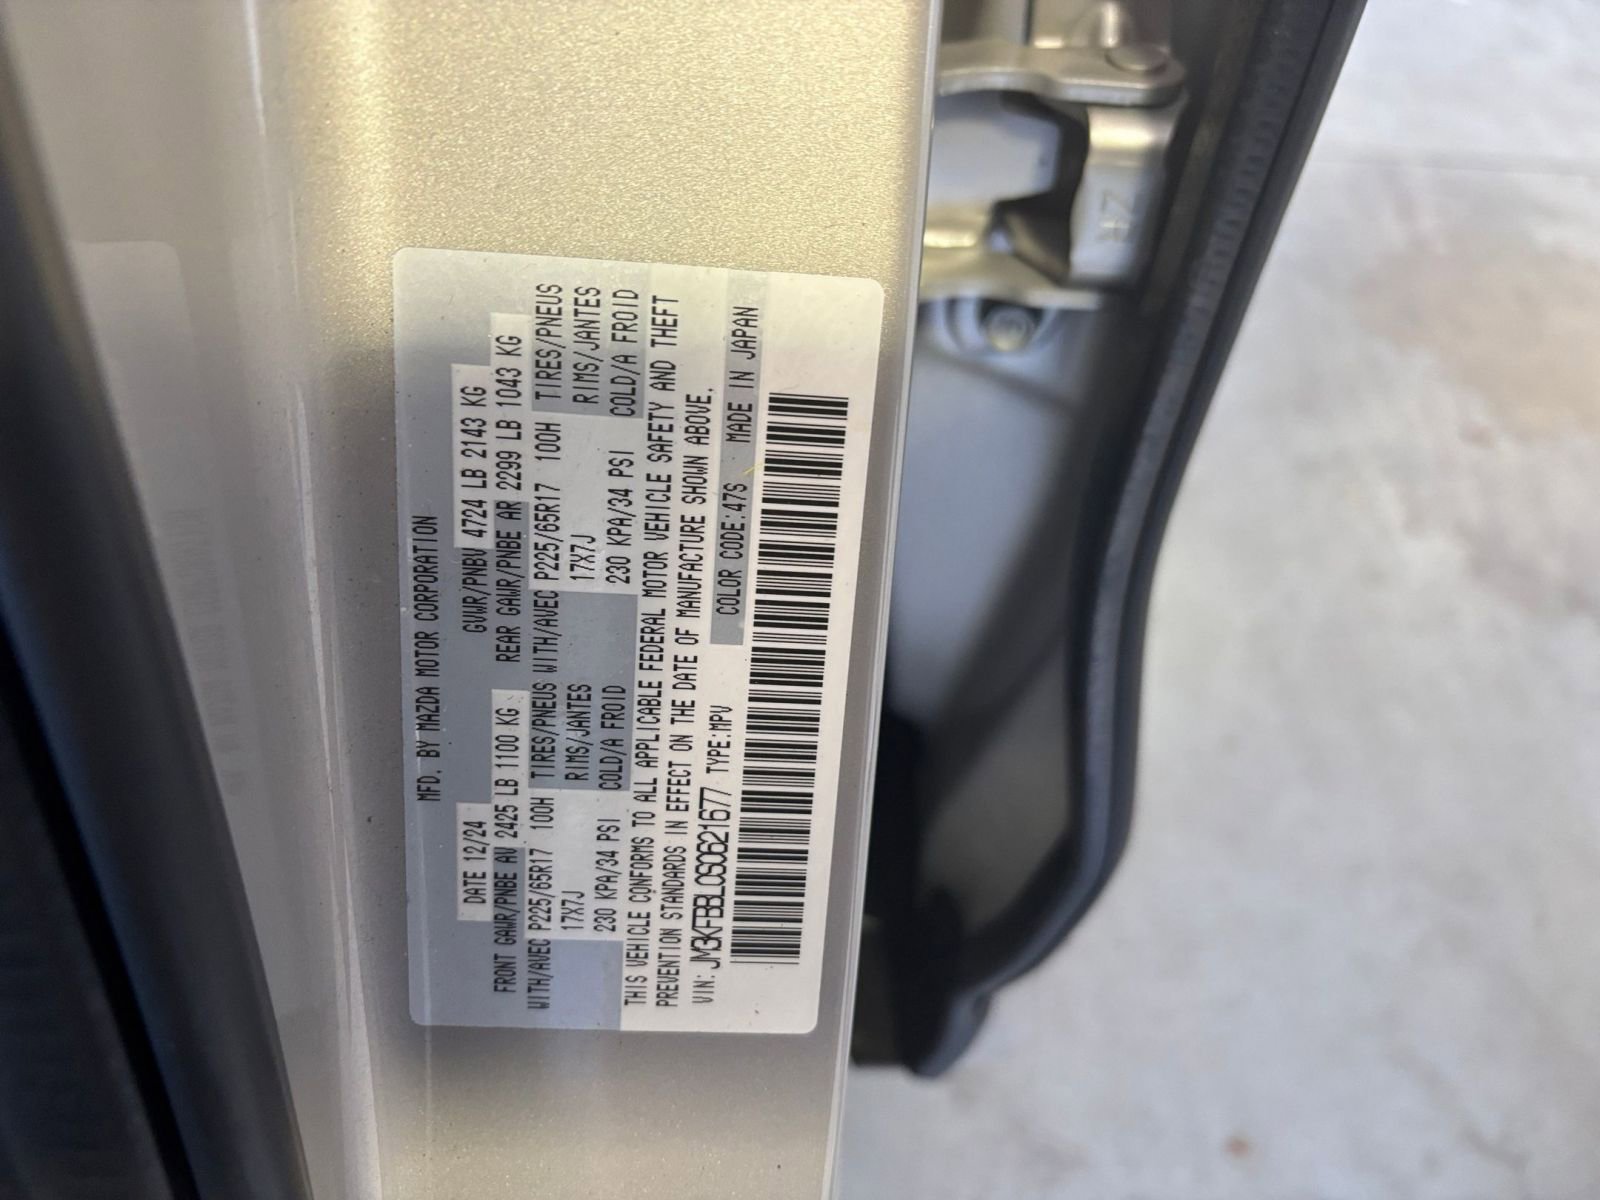 MFD. BY MAZDA MOTOR CORPORATION
DATE 12/24 GVWR/PNBV 4724 LB 2143 KG
FRONT GAWR/PNBE AV 2425 LB 1100 KG REAR GAWR/PNBE AR 2299 LB 1043 KG
WITH/AVEC P225/65R17 100H TIRES/PNEUS WITH/AVEC P225/65R17 100H TIRES/PNEUS
17X7J RIMS/JANTES 17X7J RIMS/JANTES
230 KPA/34 PSI COLD/A FROID 230 KPA/34 PSI COLD/A FROID
THIS VEHICLE CONFORMS TO ALL APPLICABLE FEDERAL MOTOR VEHICLE SAFETY AND THEFT
PREVENTION STANDARDS IN EFFECT ON THE DATE OF MANUFACTURE SHOWN ABOVE.
VIN: JM3KFBBL0S0621677 TYPE:MPV COLOR CODE:47S MADE IN JAPAN